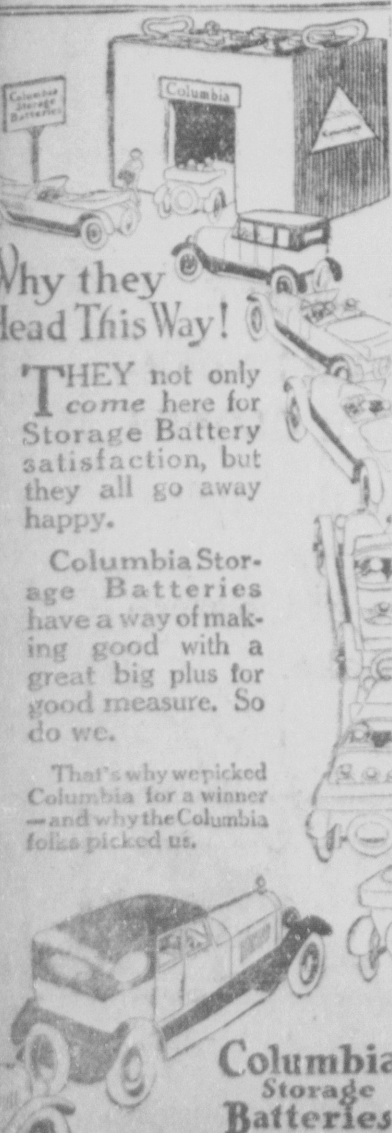 Columbia
Storage
Batteries
Columbia
Columbia
Why they
Head This Way!
THEY not only
come here for
Storage Battery
satisfaction, but
they all go away
happy.
Columbia Stor-
age Batteries
have a way of mak-
ing good with a
great big plus for
good measure. So
do we.
That's why we picked
Columbia for a winner
—and why the Columbia
folks picked us.
Columbia
Storage
Batteries